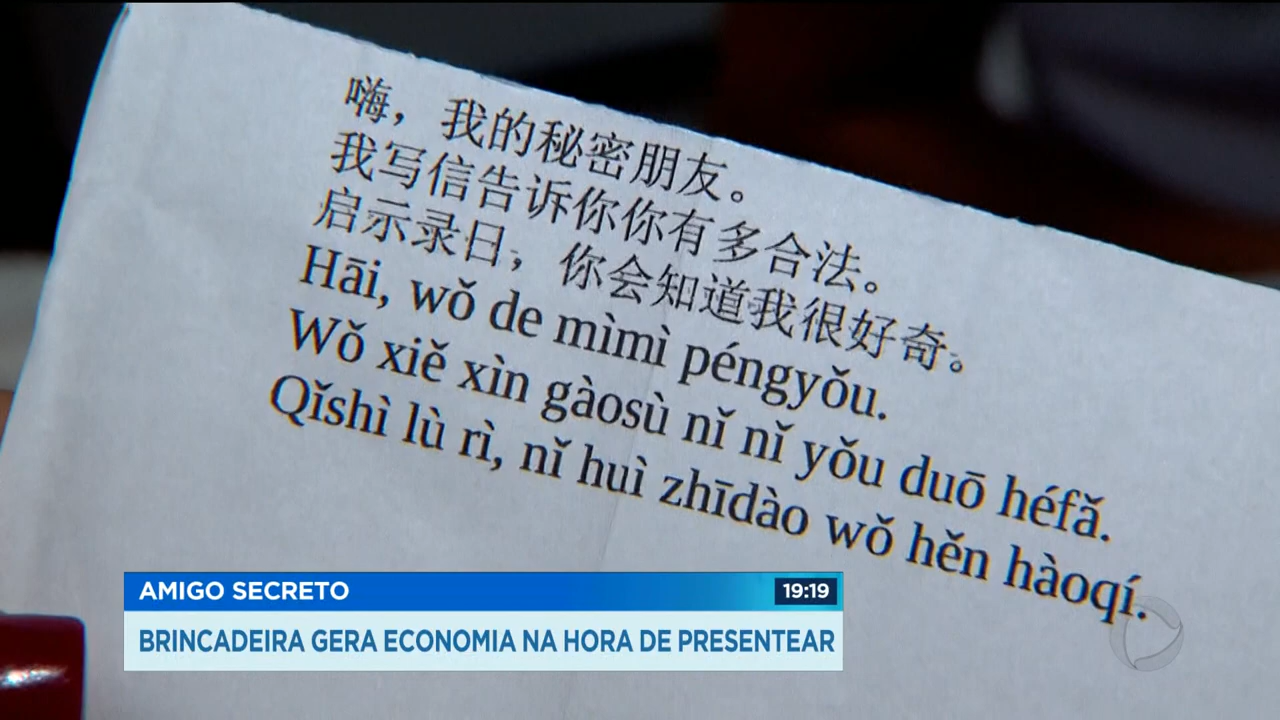 嗨，我的秘密朋友。
我写信告诉你你有多合法。
启示录日，你会知道我很好奇。
Hāi, wǒ de mìmì péngyǒu.
Wǒ xiě xìn gàosù nǐ nǐ yǒu duō héfǎ.
Qǐshì lù rì, nǐ huì zhīdào wǒ hěn hàoqí.
AMIGO SECRETO
19:19
BRINCADEIRA GERA ECONOMIA NA HORA DE PRESENTEAR